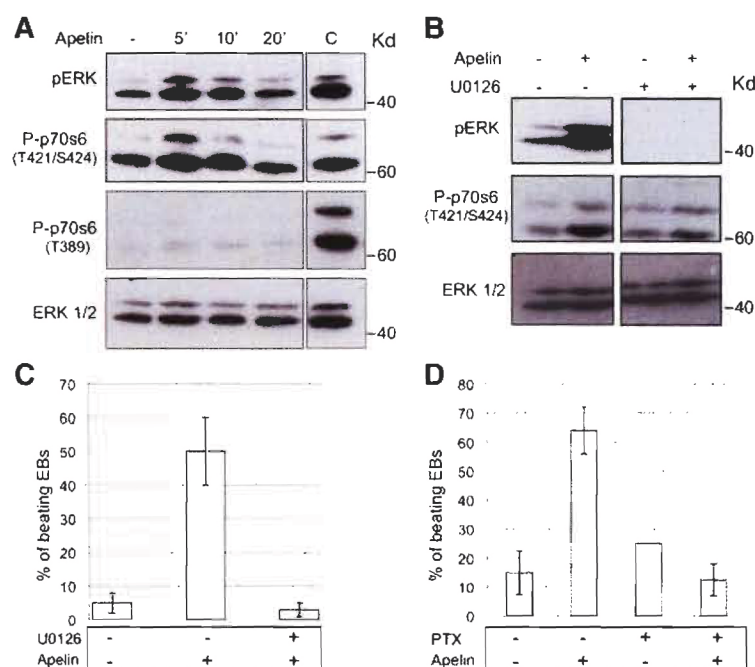 A
Apelin - 5' 10' 20' C Kd
pERK
-40
P-p70s6
(T421/S424)
-60
P-p70s6
(T389)
-60
ERK 1/2
-40
B
Apelin - + - +
U0126 - - + + Kd
pERK
-40
P-p70s6
(T421/S424)
-60
ERK 1/2
-40
C
% of beating EBs
70
60
50
40
30
20
10
0
U0126 - - +
Apelin - + +
D
% of beating EBs
80
70
60
50
40
30
20
10
0
PTX - - + +
Apelin - + - +